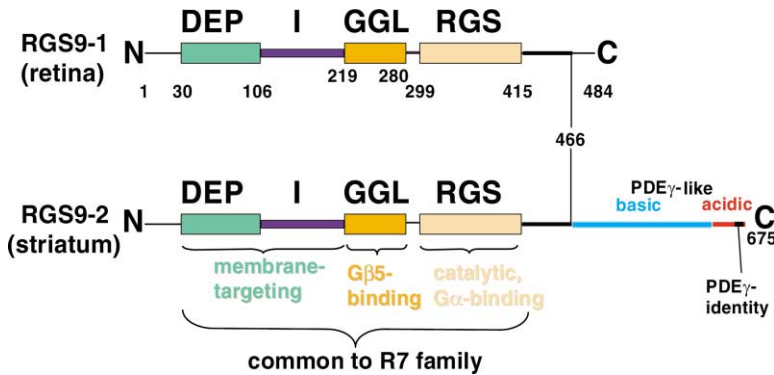 DEP I GGL RGS
RGS9-1 N C
(retina)
219 280
1 30 106 299 415 484
466
DEP I GGL RGS PDEγ-like
RGS9-2 N basic acidic C
(striatum) 675
membrane- Gβ5- catalytic,
targeting binding Gα-binding
PDEγ-
identity
common to R7 family